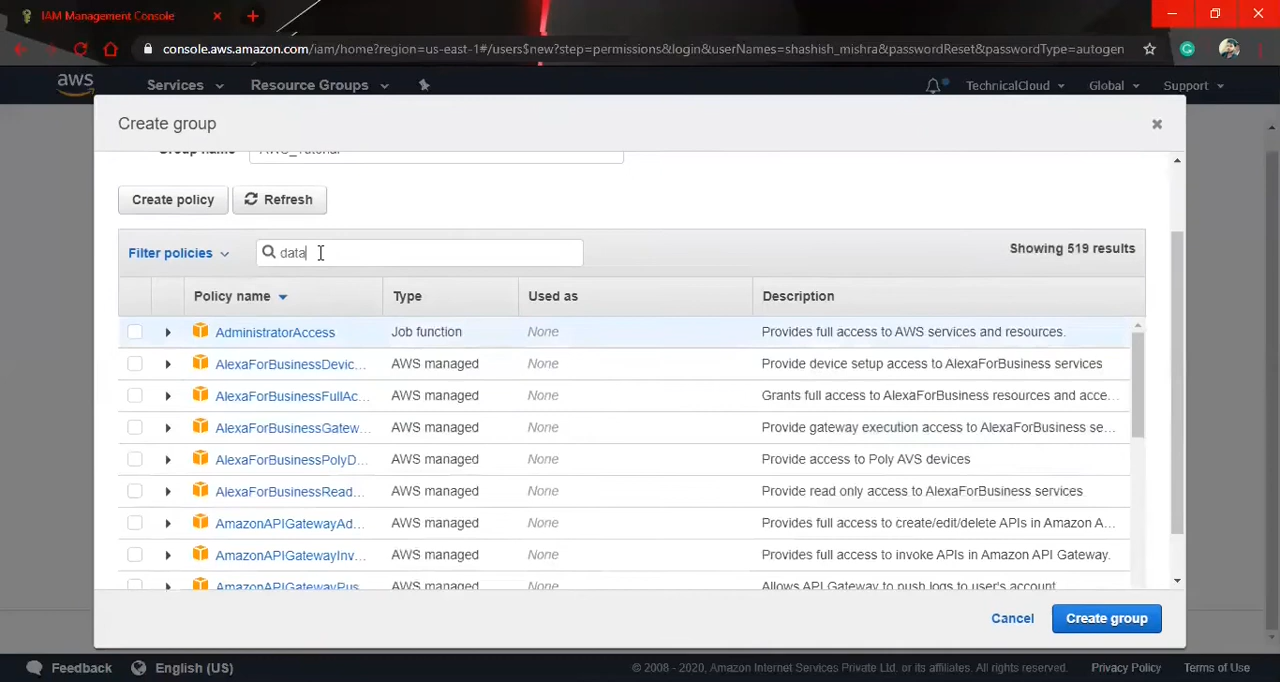 IAM Management Console
console.aws.amazon.com/iam/home?region=us-east-1#/users$new?step=permissions&login&userNames=shashish_mishra&passwordReset&passwordType=autogen
aws Services Resource Groups TechnicalCloud Global Support
Create group
Group name AWS_Tutorial
Create policy Refresh
Filter policies data Showing 519 results
Policy name Type Used as Description
AdministratorAccess Job function None Provides full access to AWS services and resources.
AlexaForBusinessDevic... AWS managed None Provide device setup access to AlexaForBusiness services
AlexaForBusinessFullAc... AWS managed None Grants full access to AlexaForBusiness resources and acce...
AlexaForBusinessGatew... AWS managed None Provide gateway execution access to AlexaForBusiness se...
AlexaForBusinessPolyD... AWS managed None Provide access to Poly AVS devices
AlexaForBusinessRead... AWS managed None Provide read only access to AlexaForBusiness services
AmazonAPIGatewayAd... AWS managed None Provides full access to create/edit/delete APIs in Amazon A...
AmazonAPIGatewayInv... AWS managed None Provides full access to invoke APIs in Amazon API Gateway.
AmazonAPIGatewayPus... AWS managed None Allows API Gateway to push logs to user's account.
Cancel Create group
Feedback English (US) © 2008 - 2020, Amazon Internet Services Private Ltd. or its affiliates. All rights reserved. Privacy Policy Terms of Use